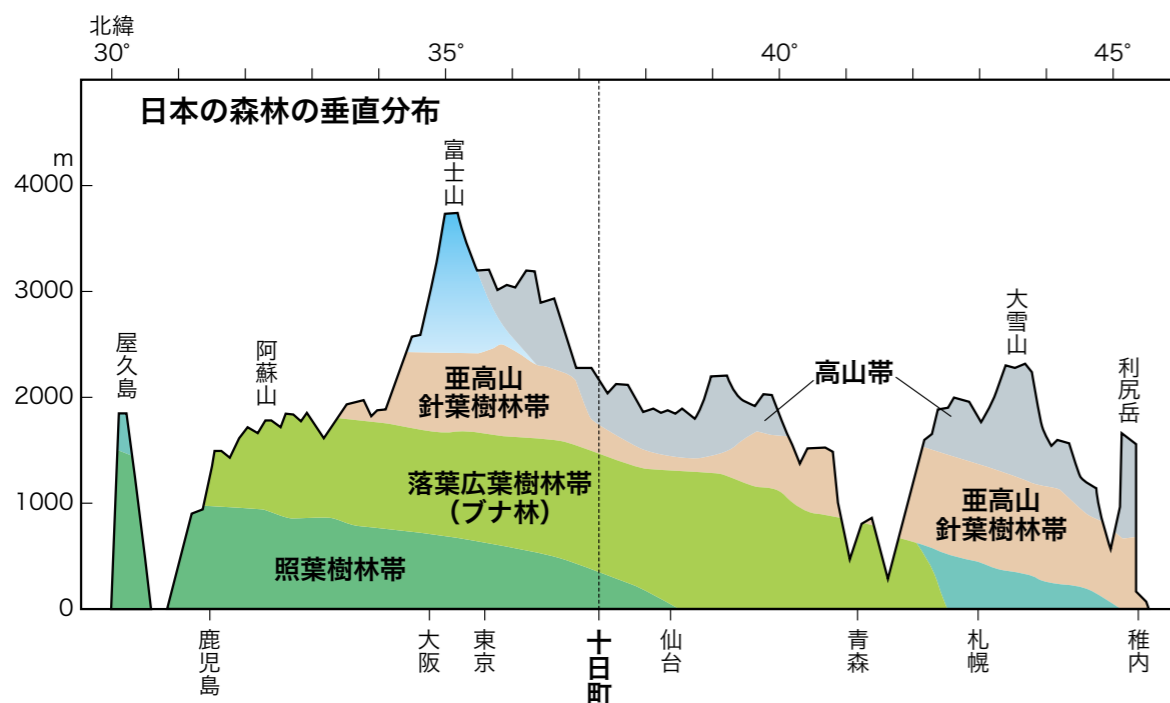 北緯
30°
35°
40°
45°
日本の森林の垂直分布
m
4000
3000
2000
1000
0
屋久島
阿蘇山
富士山
大雪山
利尻岳
高山帯
亜高山
針葉樹林帯
落葉広葉樹林帯
（ブナ林）
照葉樹林帯
亜高山
針葉樹林帯
鹿児島
大阪
東京
十日町
仙台
青森
札幌
稚内